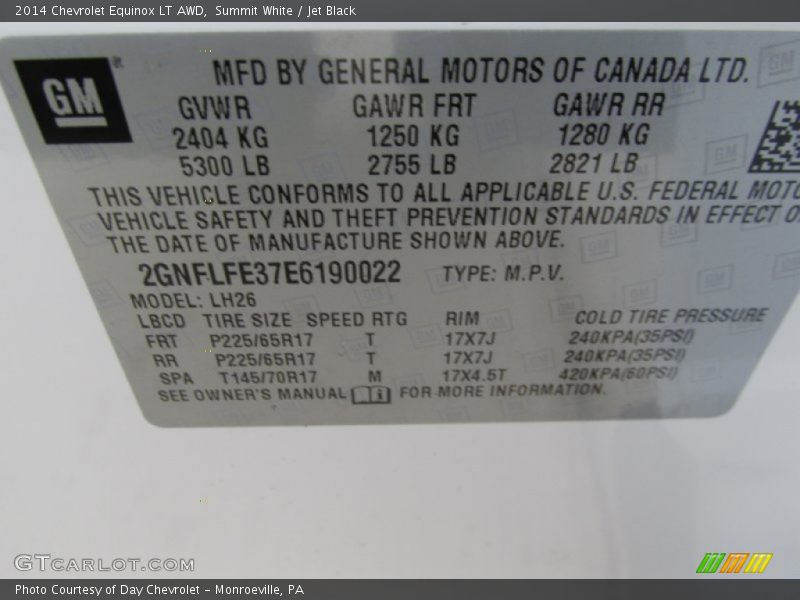 2014 Chevrolet Equinox LT AWD, Summit White / Jet Black
GM
MFD BY GENERAL MOTORS OF CANADA LTD.
GVWR GAWR FRT GAWR RR
2404 KG 1250 KG 1280 KG
5300 LB 2755 LB 2821 LB
THIS VEHICLE CONFORMS TO ALL APPLICABLE U.S. FEDERAL MOTO
VEHICLE SAFETY AND THEFT PREVENTION STANDARDS IN EFFECT O
THE DATE OF MANUFACTURE SHOWN ABOVE.
2GNFLFE37E6190022 TYPE: M.P.V.
MODEL: LH26
LBCD TIRE SIZE SPEED RTG RIM COLD TIRE PRESSURE
FRT P225/65R17 T 17X7J 240KPA(35PSI)
RR P225/65R17 T 17X7J 240KPA(35PSI)
SPA T145/70R17 M 17X4.5T 420KPA(60PSI)
SEE OWNER'S MANUAL FOR MORE INFORMATION.
GTCARLOT.COM
Photo Courtesy of Day Chevrolet - Monroeville, PA